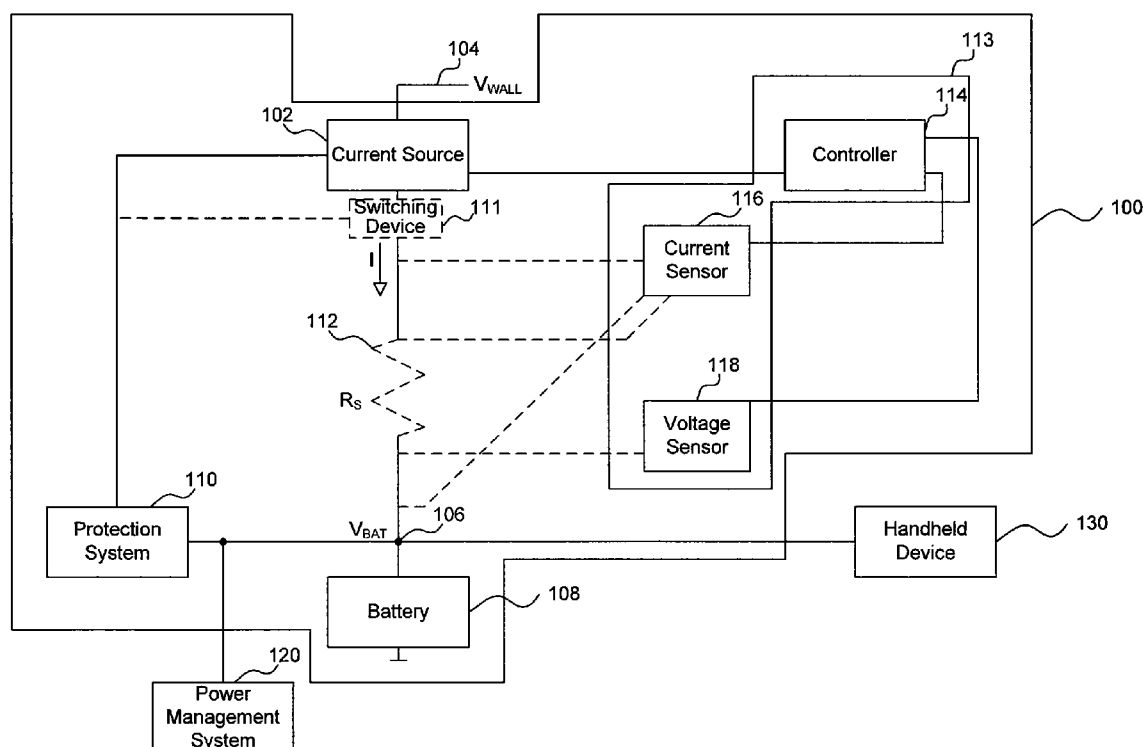 113
104
VWALL
114
102
Current Source
Controller
116
Switching
Device
111
100
Current
Sensor
I
112
118
RS
Voltage
Sensor
110
106
130
Protection
System
VBAT
Handheld
Device
108
Battery
120
Power
Management
System